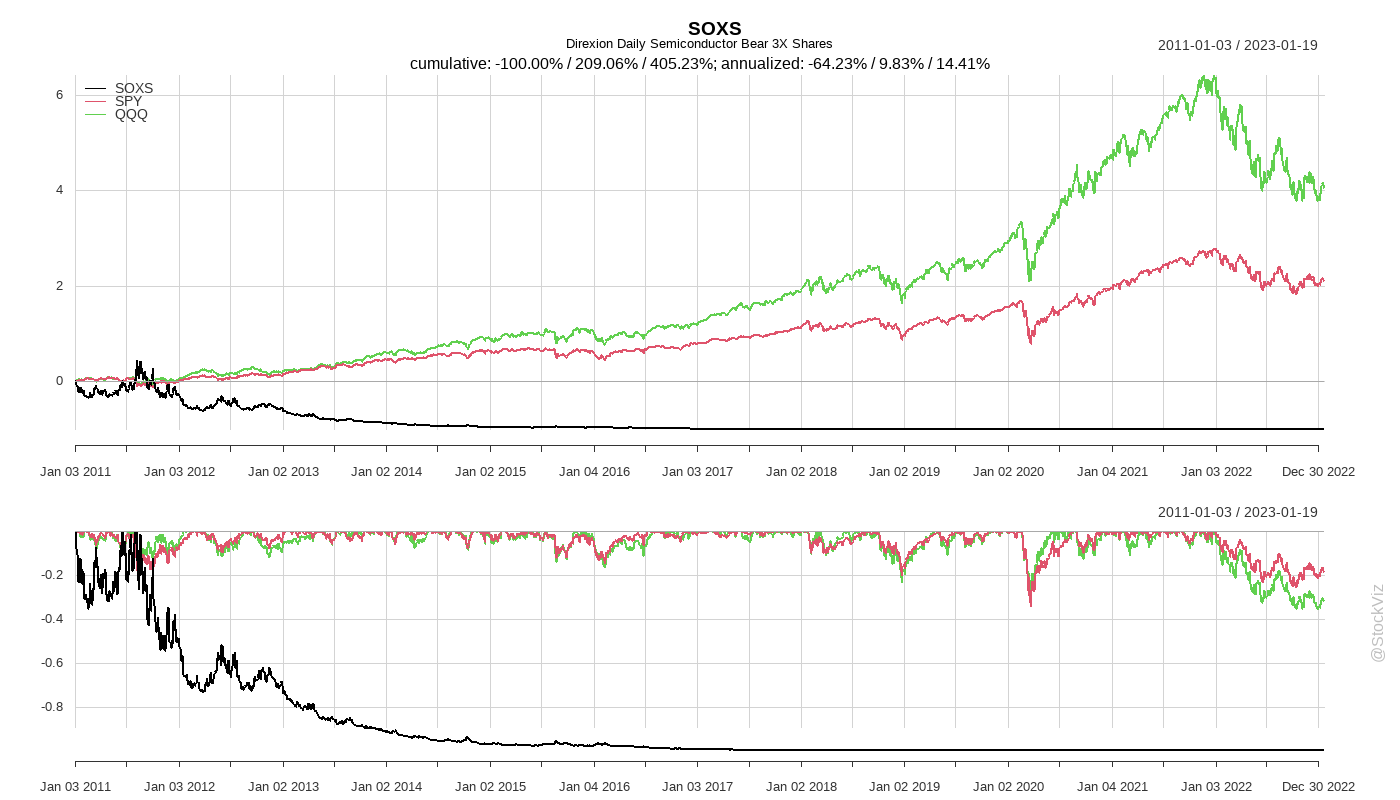 SOXS
Direxion Daily Semiconductor Bear 3X Shares
2011-01-03 / 2023-01-19
cumulative: -100.00% / 209.06% / 405.23%; annualized: -64.23% / 9.83% / 14.41%
SOXS
SPY
QQQ
6
4
2
0
Jan 03 2011 Jan 03 2012 Jan 02 2013 Jan 02 2014 Jan 02 2015 Jan 04 2016 Jan 03 2017 Jan 02 2018 Jan 02 2019 Jan 02 2020 Jan 04 2021 Jan 03 2022 Dec 30 2022
2011-01-03 / 2023-01-19
-0.2
-0.4
-0.6
-0.8
Jan 03 2011 Jan 03 2012 Jan 02 2013 Jan 02 2014 Jan 02 2015 Jan 04 2016 Jan 03 2017 Jan 02 2018 Jan 02 2019 Jan 02 2020 Jan 04 2021 Jan 03 2022 Dec 30 2022
@StockViz